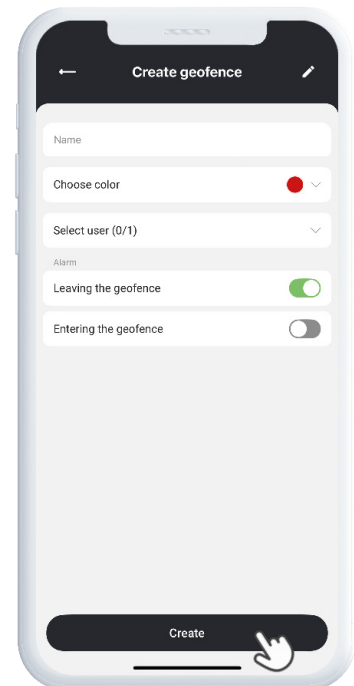 Create geofence
Name
Choose color
Select user (0/1)
Alarm
Leaving the geofence
Entering the geofence
Create